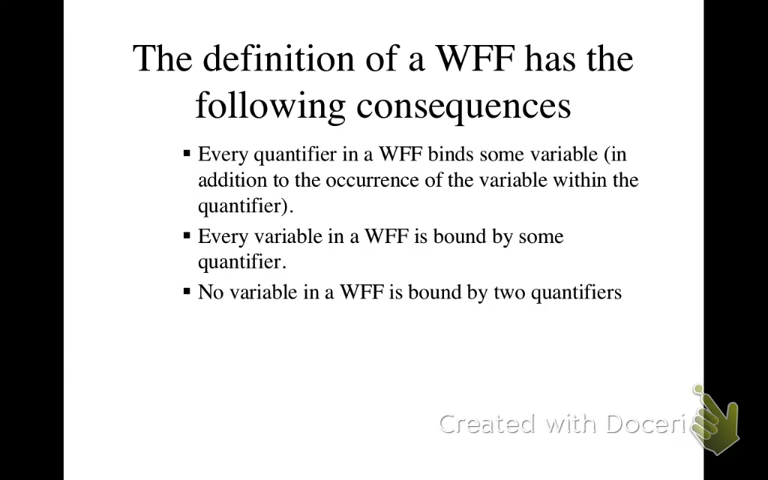 The definition of a WFF has the
following consequences
▪ Every quantifier in a WFF binds some variable (in
addition to the occurrence of the variable within the
quantifier).
▪ Every variable in a WFF is bound by some
quantifier.
▪ No variable in a WFF is bound by two quantifiers
Created with Doceri